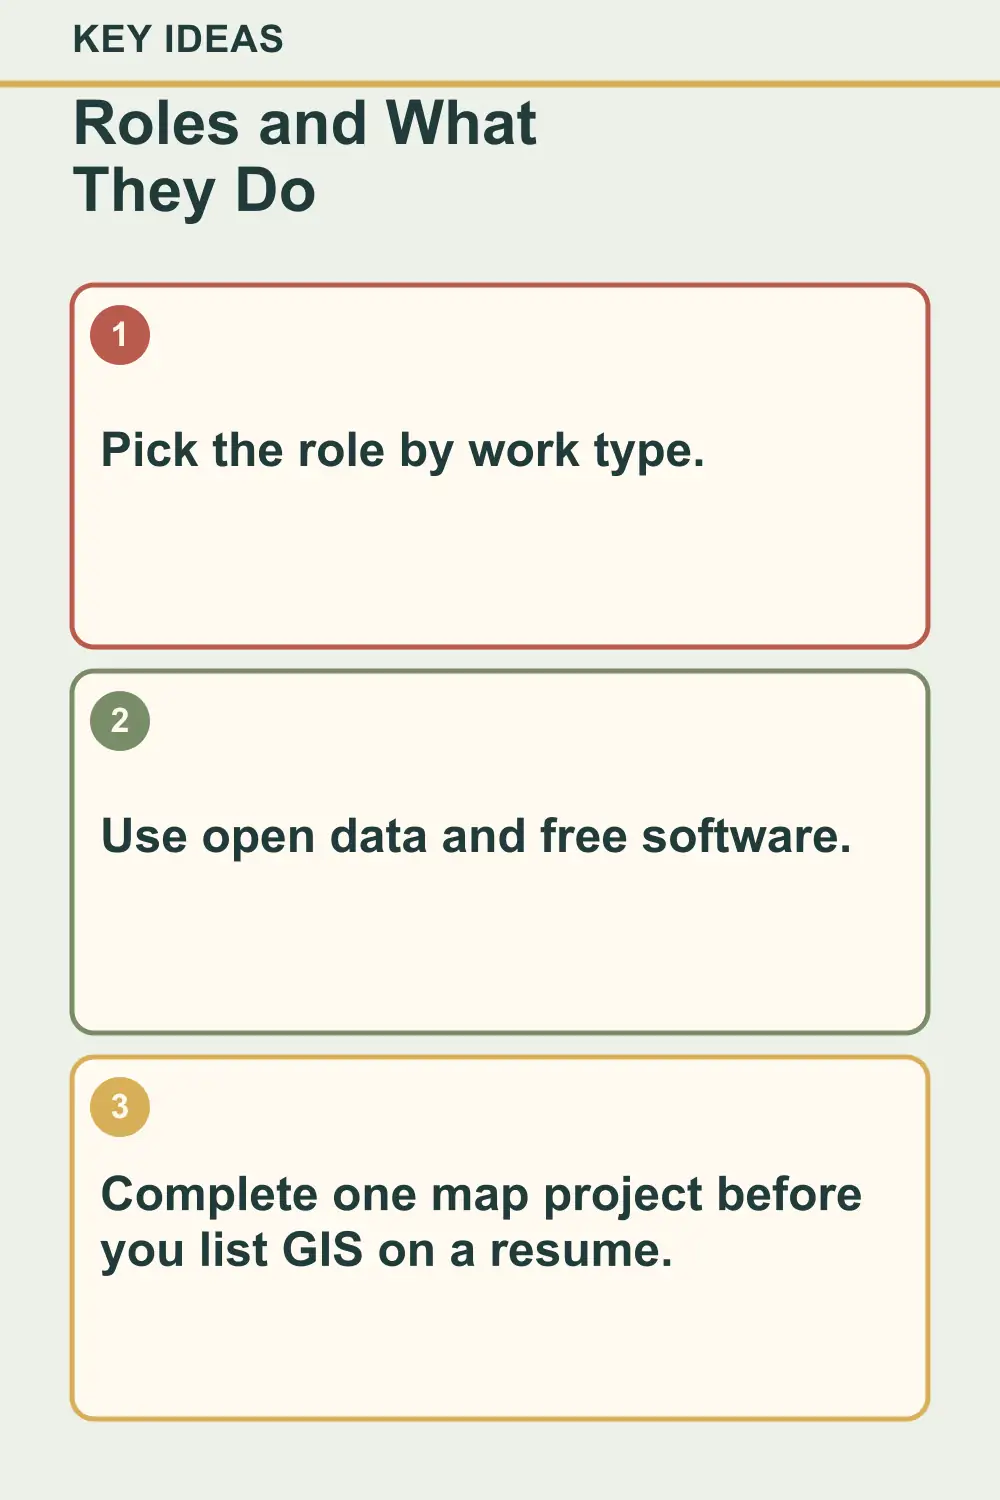 KEY IDEAS
Roles and What
They Do
1
Pick the role by work type.
2
Use open data and free software.
3
Complete one map project before
you list GIS on a resume.